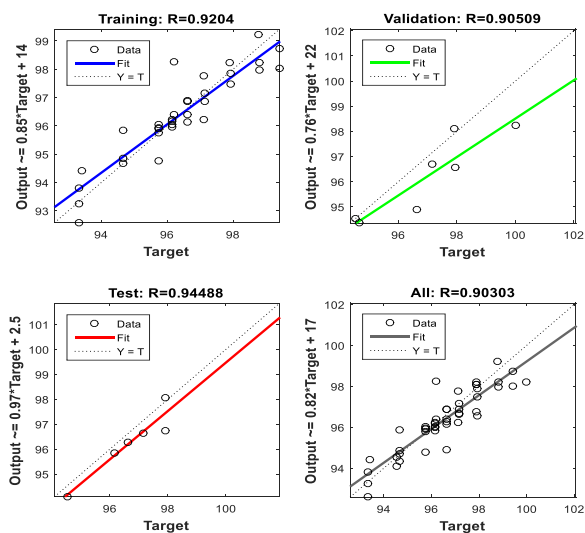 Training: R=0.9204
Output ~= 0.85*Target + 14
Data
Fit
Y = T
99
98
97
96
95
94
93
94
96
98
Target
Validation: R=0.90509
Output ~= 0.76*Target + 22
Data
Fit
Y = T
102
101
100
99
98
97
96
95
96
98
100
102
Target
Test: R=0.94488
Output ~= 0.97*Target + 2.5
Data
Fit
Y = T
101
100
99
98
97
96
95
96
98
100
Target
All: R=0.90303
Output ~= 0.82*Target + 17
Data
Fit
Y = T
102
100
98
96
94
94
96
98
100
102
Target